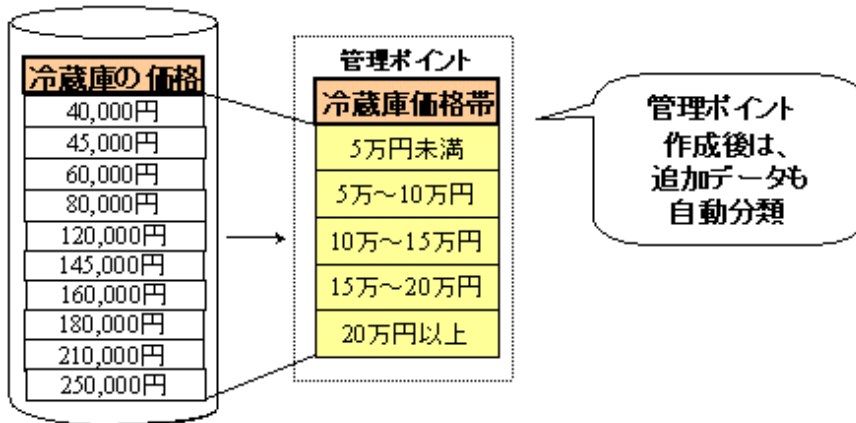 冷蔵庫の価格
40,000円
45,000円
60,000円
80,000円
120,000円
145,000円
160,000円
180,000円
210,000円
250,000円
管理ポイント
冷蔵庫価格帯
5万円未満
5万～10万円
10万～15万円
15万～20万円
20万円以上
管理ポイント
作成後は、
追加データも
自動分類